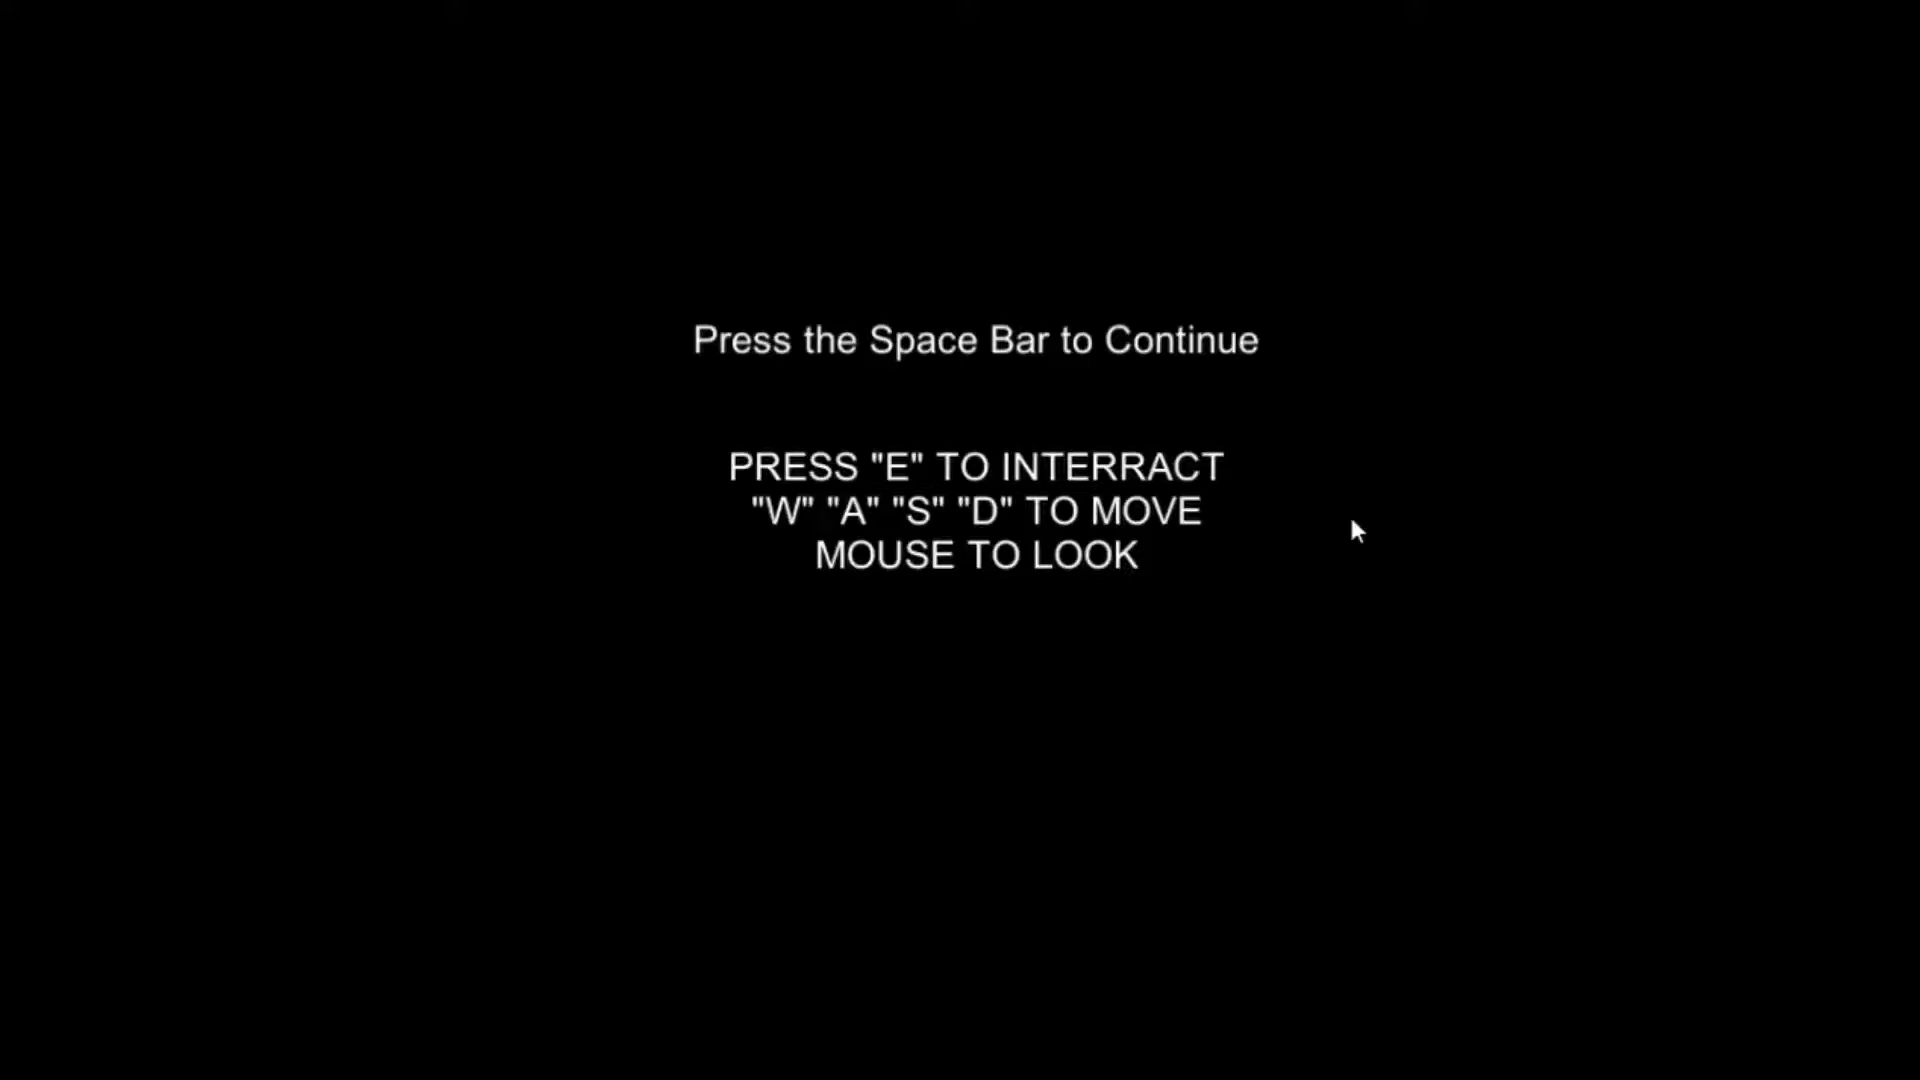 Press the Space Bar to Continue
PRESS "E" TO INTERRACT
"W" "A" "S" "D" TO MOVE
MOUSE TO LOOK